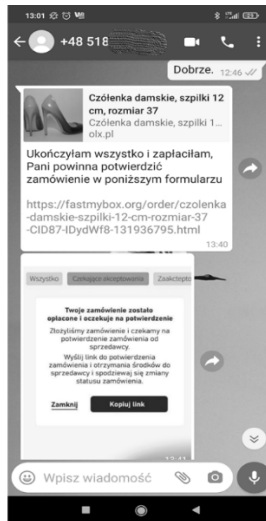 13:01
+48 518
Dobrze. 12:46
Czółenka damskie, szpilki 12
cm, rozmiar 37
Czółenka damskie, szpilki 1...
olx.pl
Ukończyłam wszystko i zapłaciłam,
Pani powinna potwierdzić
zamówienie w poniższym formularzu
https://fastmybox.org/order/czolenka
-damskie-szpilki-12-cm-rozmiar-37
-CID87-IDydWf8-131936795.html
13:40
Wszystko Czekające akceptowania Zaakcepto
Twoje zamówienie zostało
opłacone i oczekuje na potwierdzenie
Złożyliśmy zamówienie i czekamy na
potwierdzenie zamówienia od
sprzedawcy.
Wyślij link do potwierdzenia
zamówienia i otrzymania środków do
sprzedawcy i spodziewaj się zmiany
statusu zamówienia.
Zamknij Kopiuj link
13:41
Wpisz wiadomość